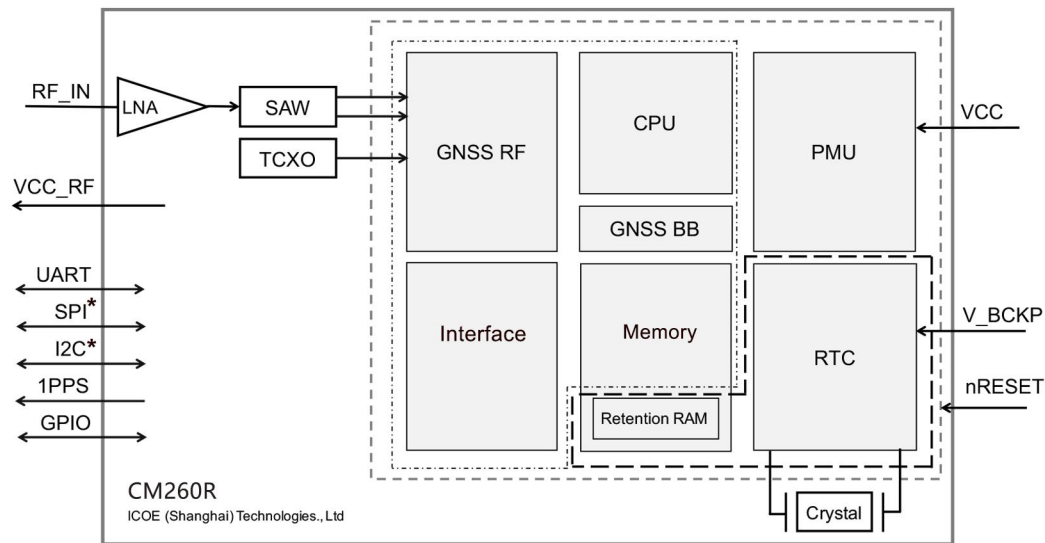 RF_IN
LNA
SAW
TCXO
GNSS RF
CPU
GNSS BB
PMU
VCC
VCC_RF
UART
SPI*
I2C*
1PPS
GPIO
Interface
Memory
Retention RAM
RTC
V_BCKP
nRESET
Crystal
CM260R
ICOE (Shanghai) Technologies., Ltd